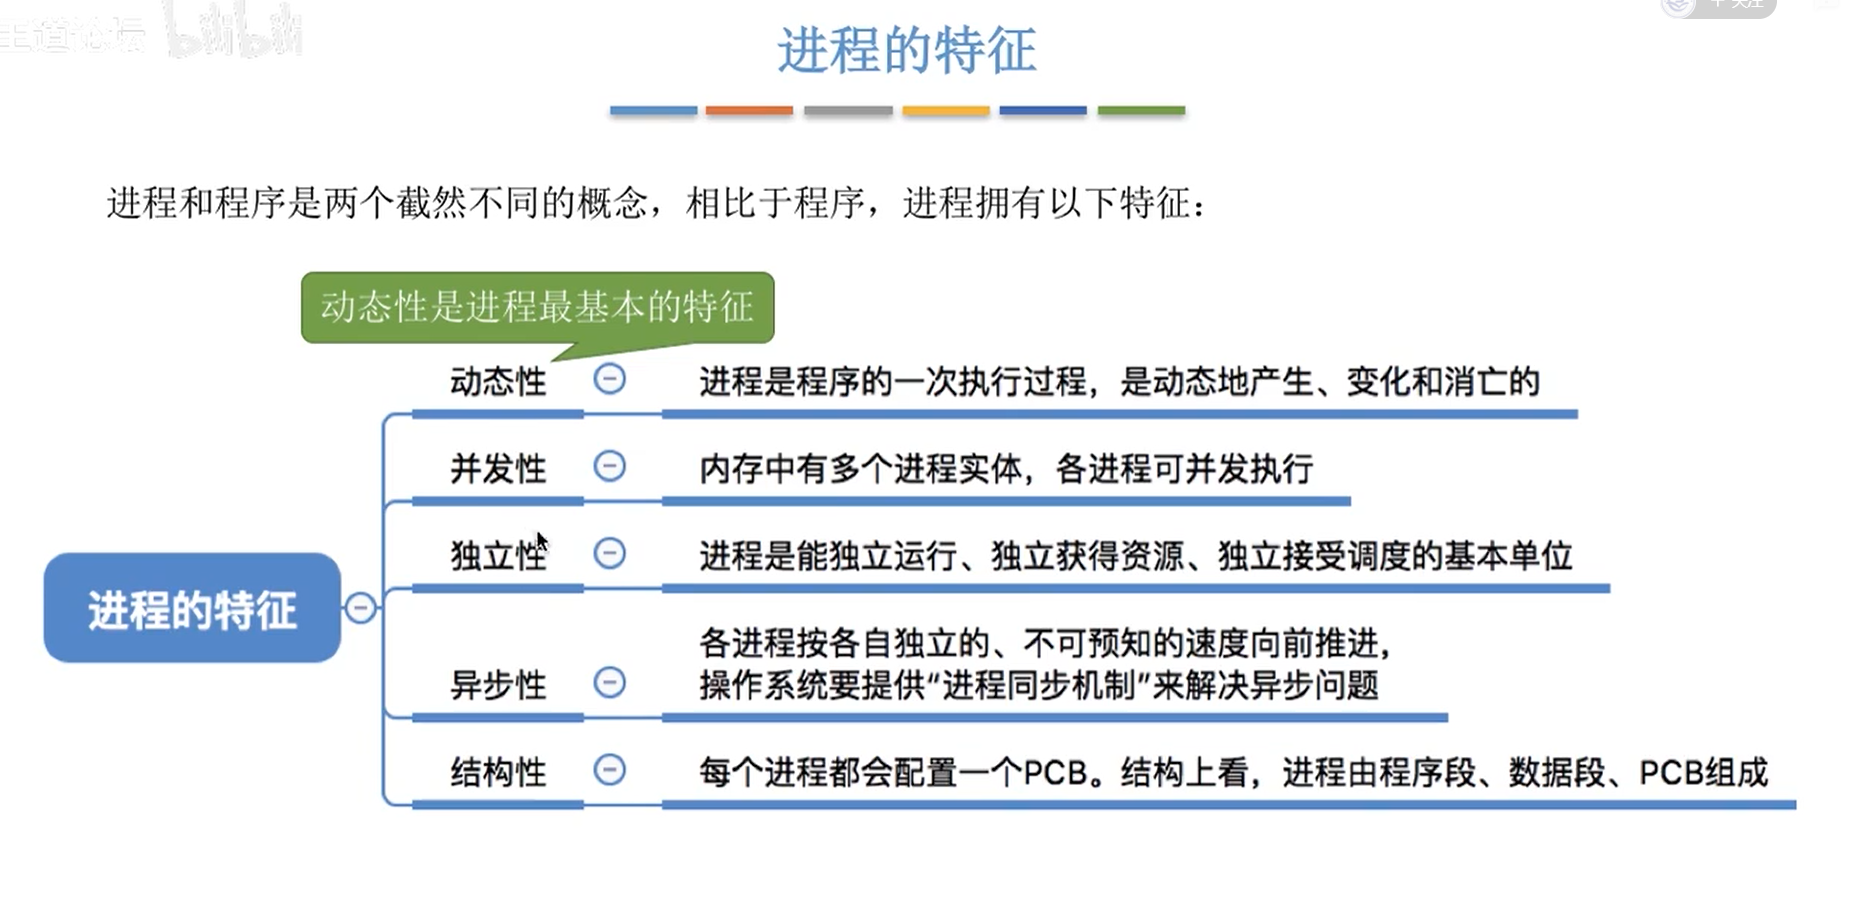 王道论坛 bilibili
+ 关注
进程的特征
进程和程序是两个截然不同的概念，相比于程序，进程拥有以下特征：
动态性是进程最基本的特征
动态性 进程是程序的一次执行过程，是动态地产生、变化和消亡的
并发性 内存中有多个进程实体，各进程可并发执行
独立性 进程是能独立运行、独立获得资源、独立接受调度的基本单位
进程的特征
各进程按各自独立的、不可预知的速度向前推进，
异步性 操作系统要提供“进程同步机制”来解决异步问题
结构性 每个进程都会配置一个PCB。结构上看，进程由程序段、数据段、PCB组成